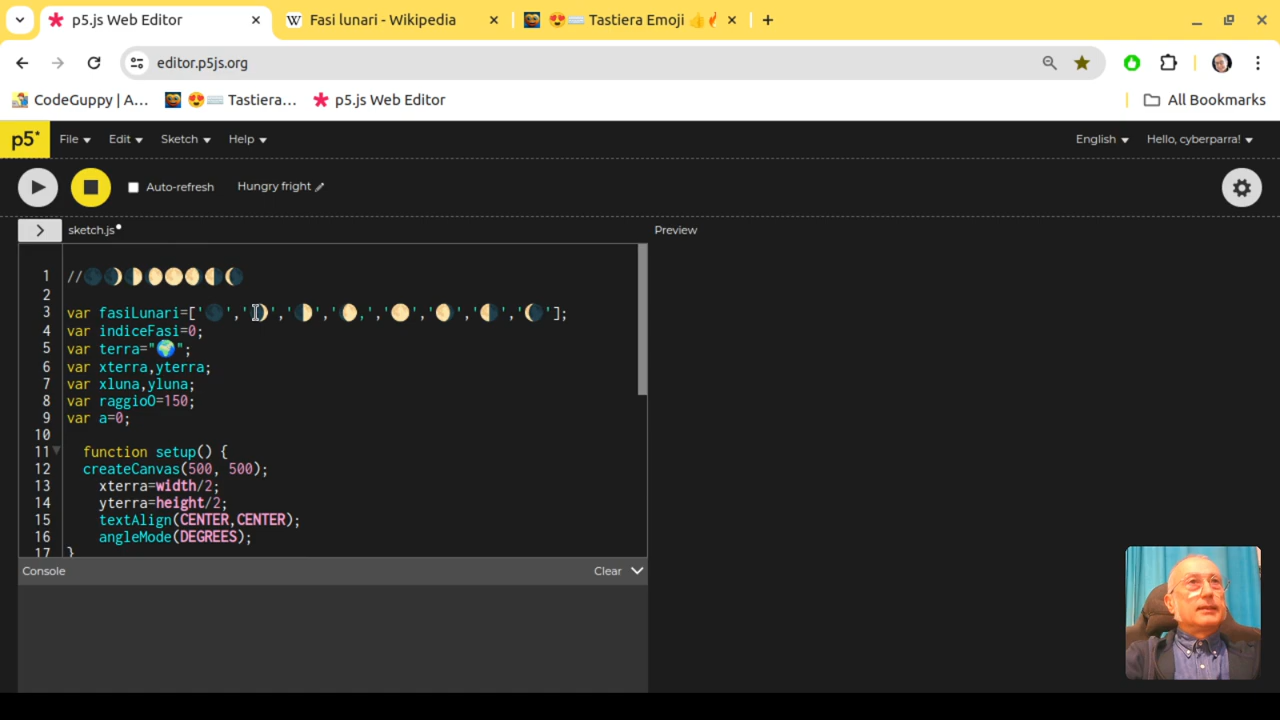 p5.js Web Editor
Fasi lunari - Wikipedia
😍⌨️ Tastiera Emoji 👍🔥
editor.p5js.org
CodeGuppy | A...
😍⌨️ Tastiera...
p5.js Web Editor
All Bookmarks
p5* File Edit Sketch Help English Hello, cyberparra!
Auto-refresh Hungry fright
sketch.js
Preview
1 //🌑🌒🌓🌔🌕🌖🌗🌘
2
3 var fasiLunari=['🌑','🌒','🌓','🌔,','🌕','🌖','🌗','🌘'];
4 var indiceFasi=0;
5 var terra="🌍";
6 var xterra,yterra;
7 var xluna,yluna;
8 var raggioO=150;
9 var a=0;
10
11 function setup() {
12 createCanvas(500, 500);
13 xterra=width/2;
14 yterra=height/2;
15 textAlign(CENTER,CENTER);
16 angleMode(DEGREES);
17 }
Console Clear